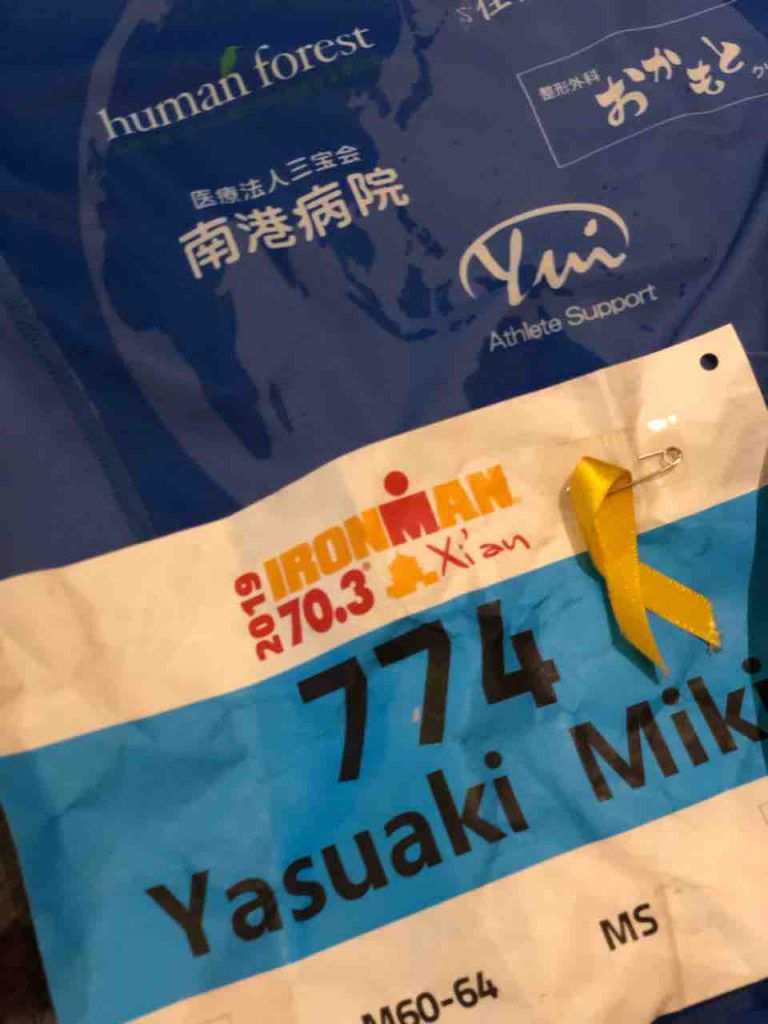 human forest
整形外科
おかもと
医療法人三宝会
南港病院
Yui
Athlete Support
2019
IRONMAN
70.3
Xi'an
774
Yasuaki Miki
M60-64
MS